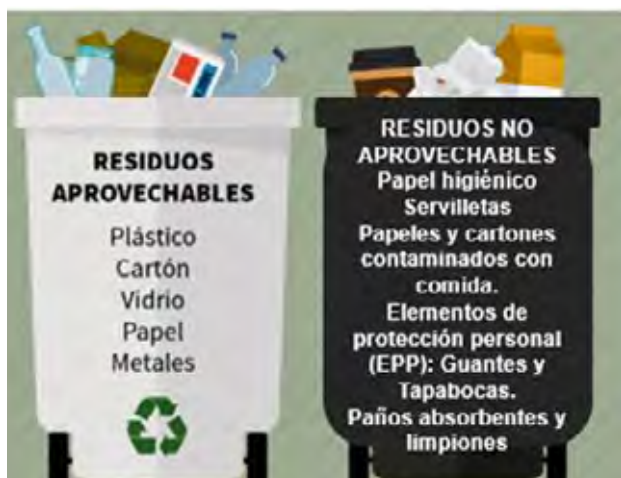 RESIDUOS
APROVECHABLES
Plástico
Cartón
Vidrio
Papel
Metales
RESIDUOS NO
APROVECHABLES
Papel higiénico
Servilletas
Papeles y cartones
contaminados con
comida.
Elementos de
protección personal
(EPP): Guantes y
Tapabocas.
Paños absorbentes y
limpiones